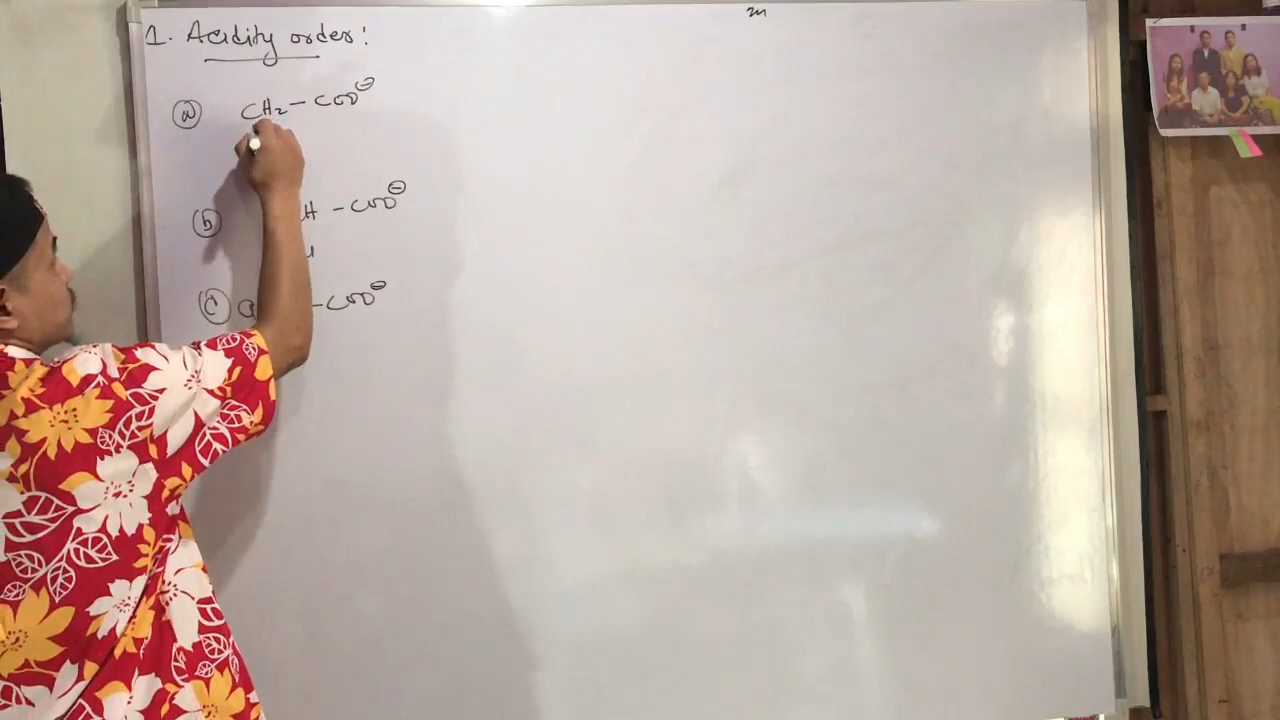 1. Acidity order:
(a) CH₂–COO⊖
(b) H –COO⊖
(c) –COO⊖